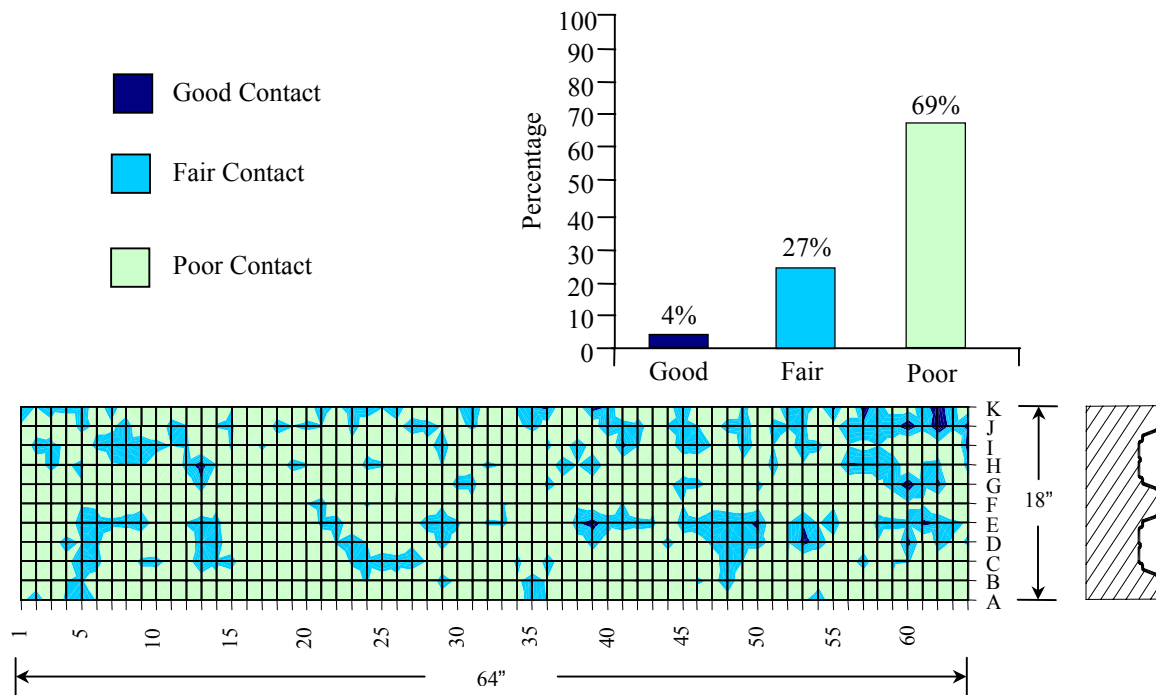 Good Contact
Fair Contact
Poor Contact
Percentage
100
90
80
70
60
50
40
30
20
10
0
4%
27%
69%
Good Fair Poor
K
J
I
H
G
F
E
D
C
B
A
18”
1 5 10 15 20 25 30 35 40 45 50 55 60
64”